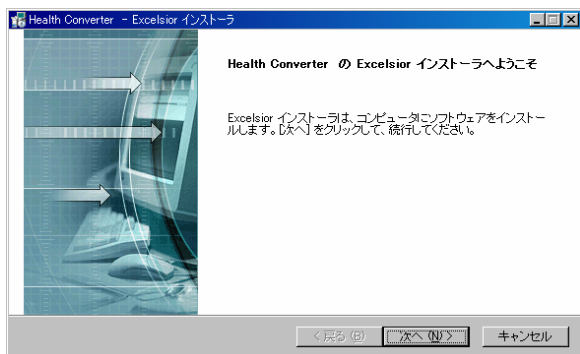 Health Converter - Excelsior インストーラ
Health Converter の Excelsior インストーラへようこそ
Excelsior インストーラは、コンピュータにソフトウェアをインストー
ルします。[次へ] をクリックして、続行してください。
< 戻る (B)
次へ (N) >
キャンセル